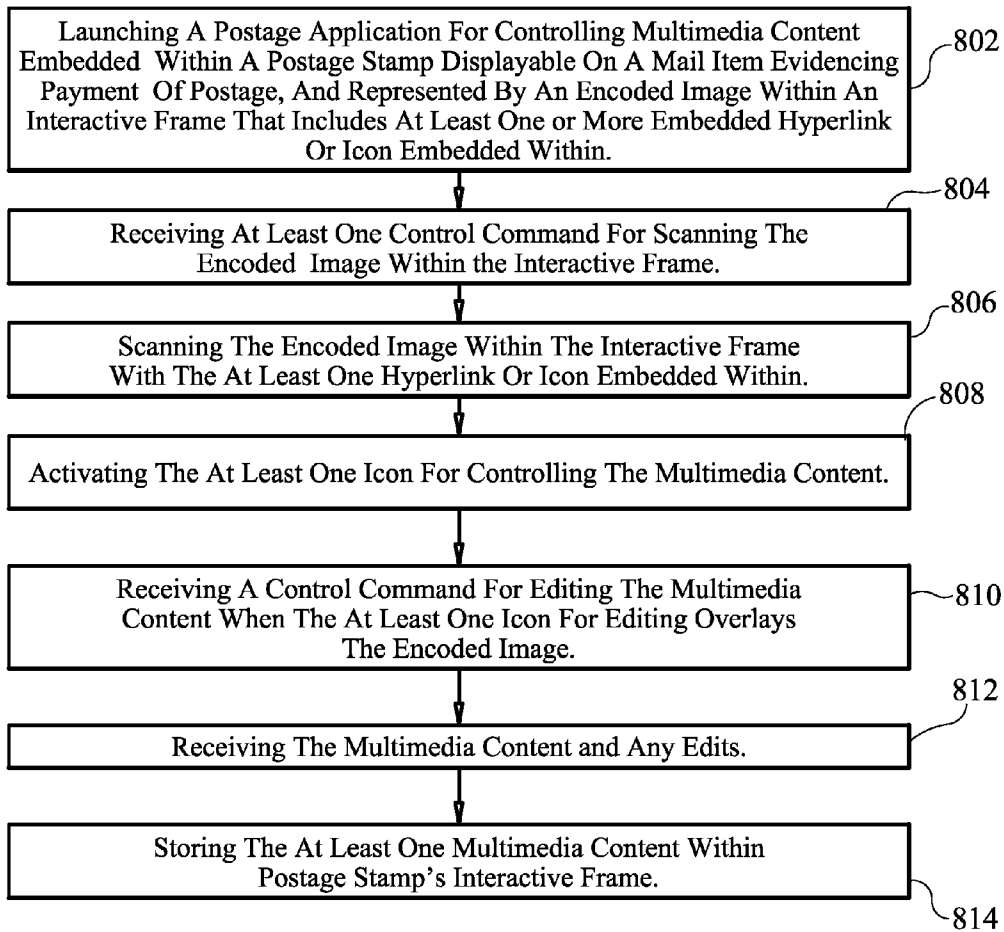 Launching A Postage Application For Controlling Multimedia Content
Embedded Within A Postage Stamp Displayable On A Mail Item Evidencing
Payment Of Postage, And Represented By An Encoded Image Within An
Interactive Frame That Includes At Least One or More Embedded Hyperlink
Or Icon Embedded Within.
802
804
Receiving At Least One Control Command For Scanning The
Encoded Image Within the Interactive Frame.
806
Scanning The Encoded Image Within The Interactive Frame
With The At Least One Hyperlink Or Icon Embedded Within.
808
Activating The At Least One Icon For Controlling The Multimedia Content.
Receiving A Control Command For Editing The Multimedia
Content When The At Least One Icon For Editing Overlays
The Encoded Image.
810
812
Receiving The Multimedia Content and Any Edits.
Storing The At Least One Multimedia Content Within
Postage Stamp's Interactive Frame.
814